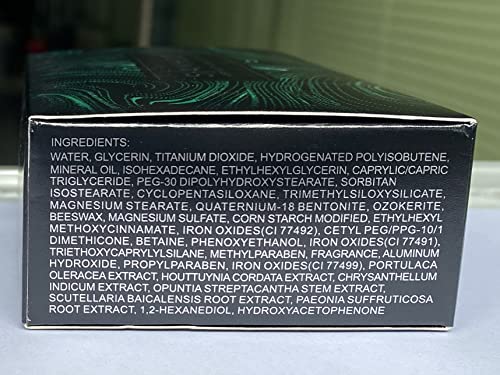 INGREDIENTS:
WATER, GLYCERIN, TITANIUM DIOXIDE, HYDROGENATED POLYISOBUTENE,
MINERAL OIL, ISOHEXADECANE, ETHYLHEXYLGLYCERIN, CAPRYLIC/CAPRIC
TRIGLYCERIDE, PEG-30 DIPOLYHYDROXYSTEARATE, SORBITAN
ISOSTEARATE, CYCLOPENTASILOXANE, TRIMETHYLSILOXYSILICATE,
MAGNESIUM STEARATE, QUATERNIUM-18 BENTONITE, OZOKERITE,
BEESWAX, MAGNESIUM SULFATE, CORN STARCH MODIFIED, ETHYLHEXYL
METHOXYCINNAMATE, IRON OXIDES(CI 77492), CETYL PEG/PPG-10/1
DIMETHICONE, BETAINE, PHENOXYETHANOL, IRON OXIDES(CI 77491),
TRIETHOXYCAPRYLYLSILANE, METHYLPARABEN, FRAGRANCE, ALUMINUM
HYDROXIDE, PROPYLPARABEN, IRON OXIDES(CI 77499), PORTULACA
OLERACEA EXTRACT, HOUTTUYNIA CORDATA EXTRACT, CHRYSANTHELLUM
INDICUM EXTRACT, OPUNTIA STREPTACANTHA STEM EXTRACT,
SCUTELLARIA BAICALENSIS ROOT EXTRACT, PAEONIA SUFFRUTICOSA
ROOT EXTRACT, 1,2-HEXANEDIOL, HYDROXYACETOPHENONE